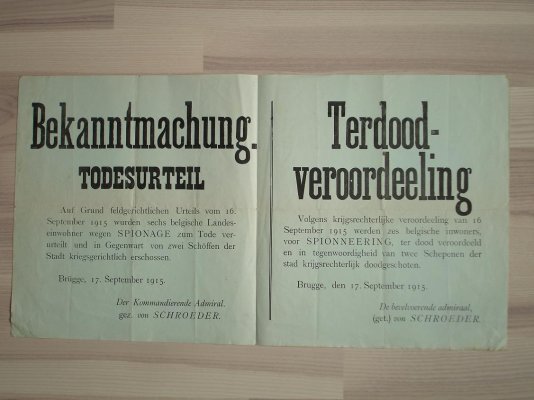 Bekanntmachung.
TODESURTEIL
Auf Grund feldgerichtlichen Urteils vom 16.
September 1915 wurden sechs belgische Landes-
einwohner wegen SPIONAGE zum Tode ver-
urteilt und in Gegenwart von zwei Schöffen der
Stadt kriegsgerichtlich erschossen.
Brügge, 17. September 1915.
Der Kommandierende Admiral,
gez. von SCHROEDER.
Terdood-
veroordeeling
Volgens krijgsrechterlijke veroordeeling van 16
September 1915 werden zes belgische inwoners,
voor SPIONNEERING, ter dood veroordeeld
en in tegenwoordigheid van twee Schepenen der
stad krijgsrechterlijk doodgeschoten.
Brugge, den 17. September 1915.
De bevelvoerende admiraal,
(get.) von SCHROEDER.